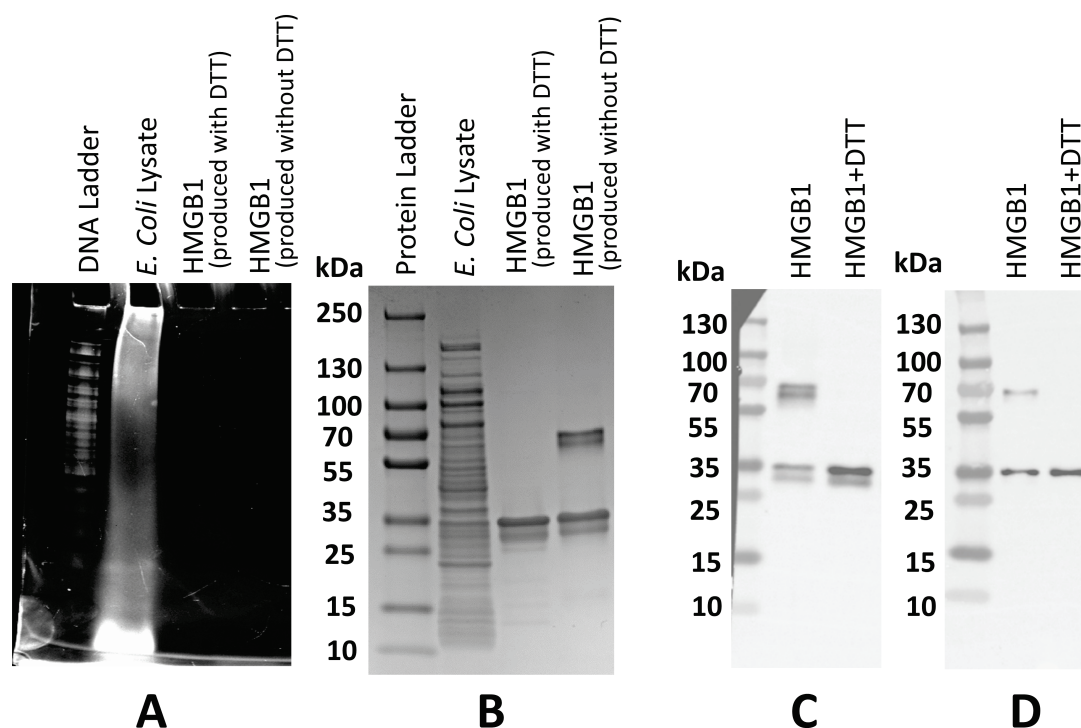 DNA Ladder
E. Coli Lysate
HMGB1
(produced with DTT)
HMGB1
(produced without DTT)
A
kDa
250
130
100
70
55
35
25
15
10
Protein Ladder
E. Coli Lysate
HMGB1
(produced with DTT)
HMGB1
(produced without DTT)
B
kDa
130
100
70
55
35
25
15
10
HMGB1
HMGB1+DTT
C
kDa
130
100
70
55
35
25
15
10
HMGB1
HMGB1+DTT
D